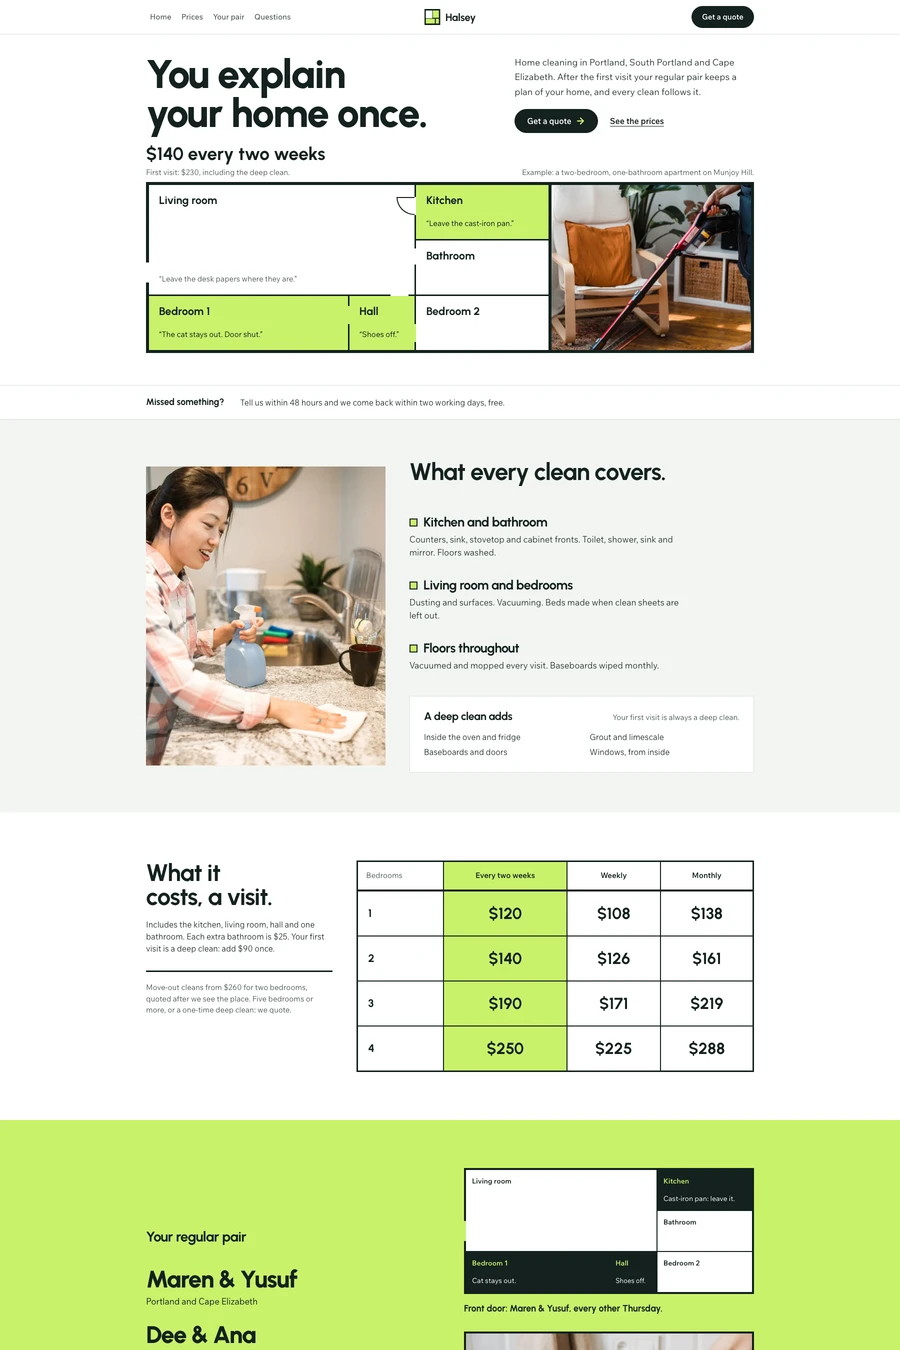 Home
Prices
Your pair
Questions
Halsey
Get a quote
You explain
your home once.
Home cleaning in Portland, South Portland and Cape
Elizabeth. After the first visit your regular pair keeps a
plan of your home, and every clean follows it.
Get a quote →
See the prices
$140 every two weeks
First visit: $230, including the deep clean.
Example: a two-bedroom, one-bathroom apartment on Munjoy Hill.
Living room
"Leave the desk papers where they are."
Kitchen
"Leave the cast-iron pan."
Bathroom
Bedroom 1
"The cat stays out. Door shut."
Hall
"Shoes off."
Bedroom 2
Missed something?
Tell us within 48 hours and we come back within two working days, free.
What every clean covers.
Kitchen and bathroom
Counters, sink, stovetop and cabinet fronts. Toilet, shower, sink and
mirror. Floors washed.
Living room and bedrooms
Dusting and surfaces. Vacuuming. Beds made when clean sheets are
left out.
Floors throughout
Vacuumed and mopped every visit. Baseboards wiped monthly.
A deep clean adds
Your first visit is always a deep clean.
Inside the oven and fridge
Grout and limescale
Baseboards and doors
Windows, from inside
What it
costs, a visit.
Includes the kitchen, living room, hall and one
bathroom. Each extra bathroom is $25. Your first
visit is a deep clean: add $90 once.
Move-out cleans from $260 for two bedrooms,
quoted after we see the place. Five bedrooms or
more, or a one-time deep clean: we quote.
Bedrooms Every two weeks Weekly Monthly
1 $120 $108 $138
2 $140 $126 $161
3 $190 $171 $219
4 $250 $225 $288
Your regular pair
Maren & Yusuf
Portland and Cape Elizabeth
Dee & Ana
Living room
Kitchen
Cast-iron pan: leave it.
Bathroom
Bedroom 1
Cat stays out.
Hall
Shoes off.
Bedroom 2
Front door: Maren & Yusuf, every other Thursday.